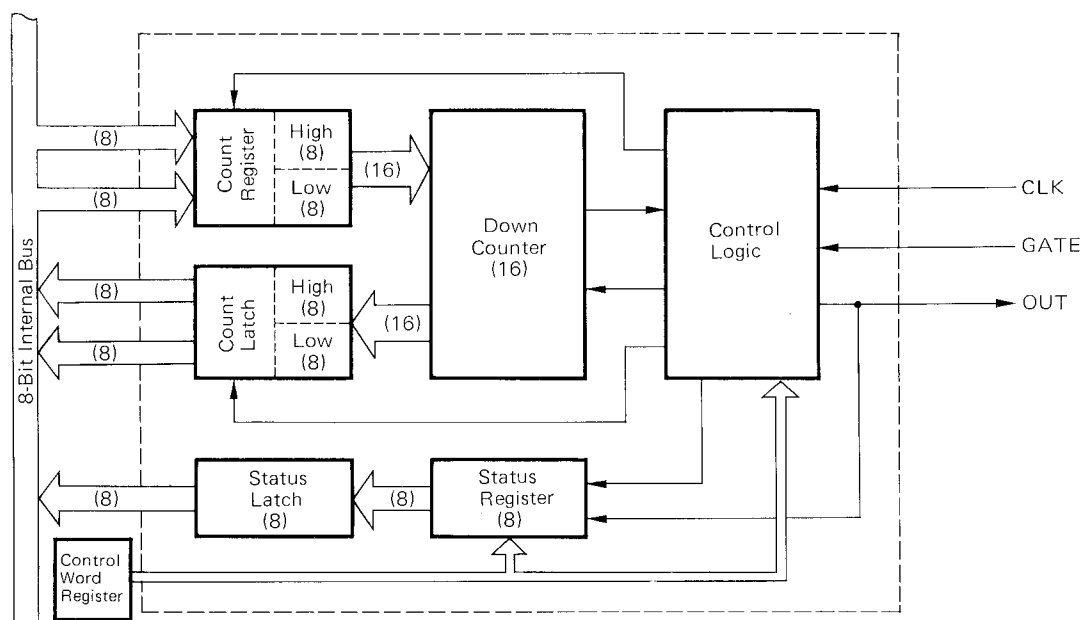 8-Bit Internal Bus
(8)
(8)
Count
Register
High
(8)
Low
(8)
(16)
Down
Counter
(16)
Control
Logic
CLK
GATE
OUT
(8)
(8)
Count
Latch
High
(8)
Low
(8)
(16)
(8)
Status
Latch
(8)
(8)
Status
Register
(8)
Control
Word
Register